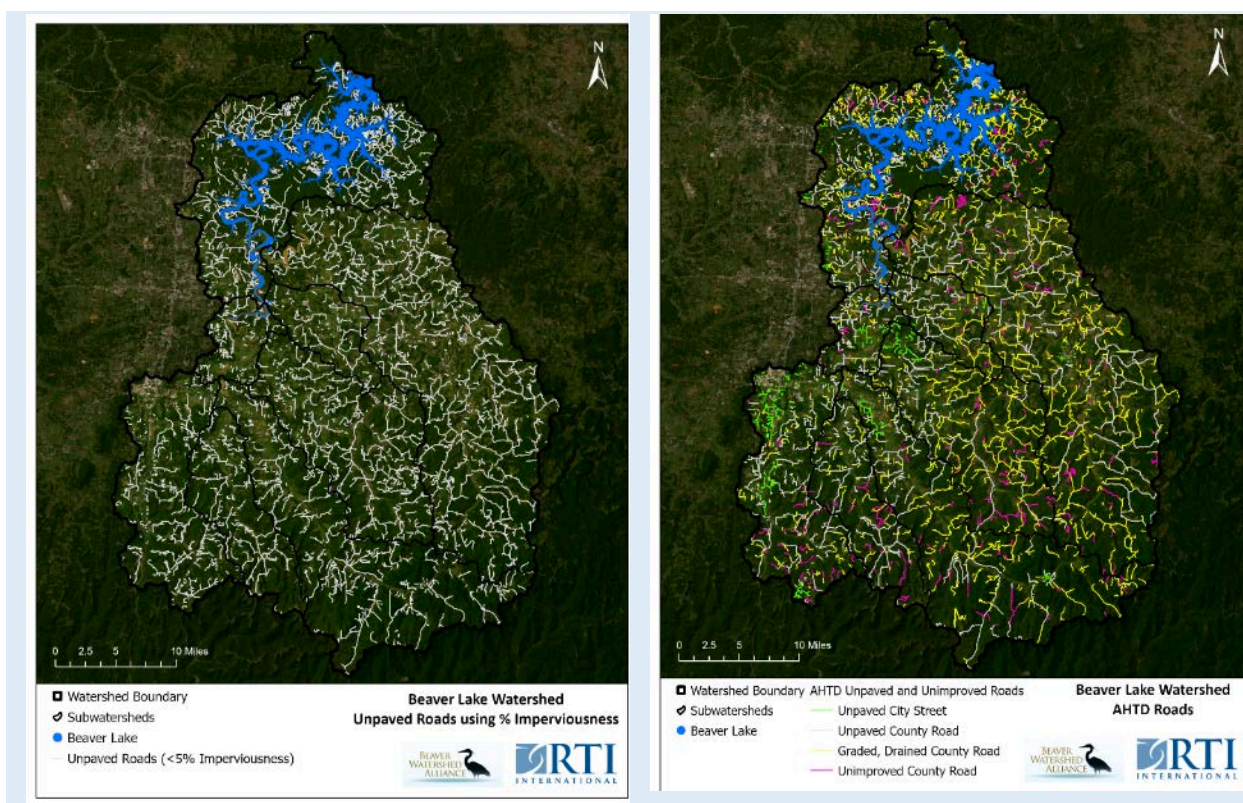 N
0 2.5 5 10 Miles
Watershed Boundary
Subwatersheds
Beaver Lake
Unpaved Roads (<5% Imperviousness)
Beaver Lake Watershed
Unpaved Roads using % Imperviousness
BEAVER
WATERSHED
ALLIANCE
RTI
INTERNATIONAL
N
0 2.5 5 10 Miles
Watershed Boundary
Subwatersheds
Beaver Lake
AHTD Unpaved and Unimproved Roads
Unpaved City Street
Unpaved County Road
Graded, Drained County Road
Unimproved County Road
Beaver Lake Watershed
AHTD Roads
BEAVER
WATERSHED
ALLIANCE
RTI
INTERNATIONAL